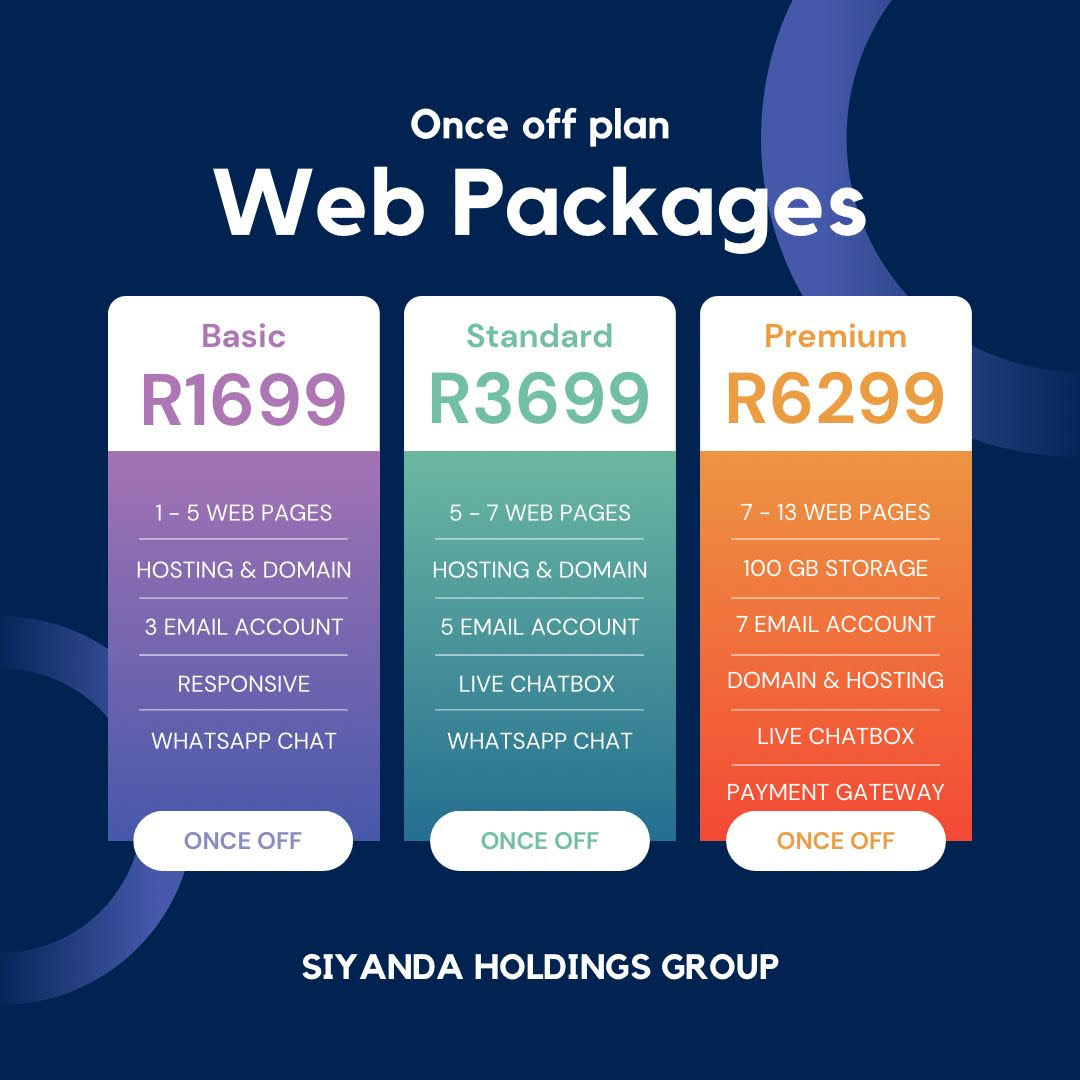 Once off plan
Web Packages
Basic
R1699
1 - 5 WEB PAGES
HOSTING & DOMAIN
3 EMAIL ACCOUNT
RESPONSIVE
WHATSAPP CHAT
ONCE OFF
Standard
R3699
5 - 7 WEB PAGES
HOSTING & DOMAIN
5 EMAIL ACCOUNT
LIVE CHATBOX
WHATSAPP CHAT
ONCE OFF
Premium
R6299
7 - 13 WEB PAGES
100 GB STORAGE
7 EMAIL ACCOUNT
DOMAIN & HOSTING
LIVE CHATBOX
PAYMENT GATEWAY
ONCE OFF
SIYANDA HOLDINGS GROUP